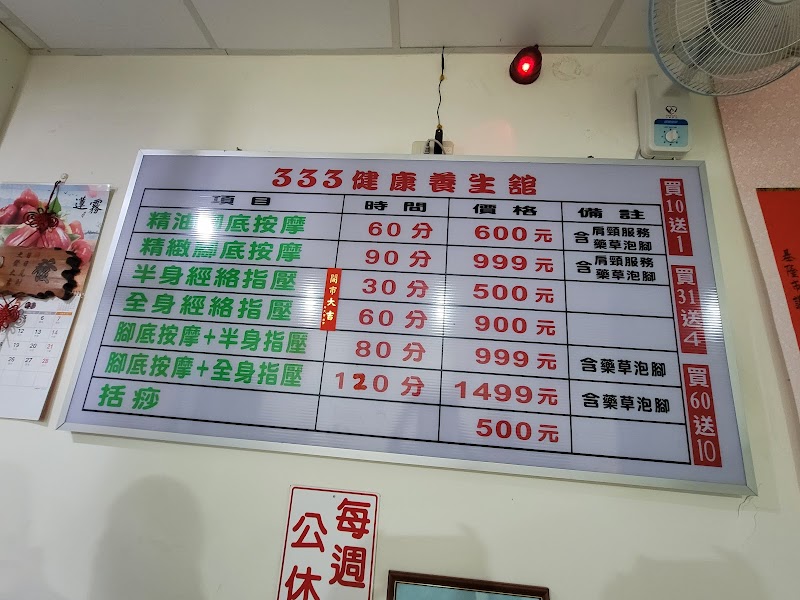 333健康養生舘
項目 時間 價格 備註
精油腳底按摩 60分 600元 含肩頸服務藥草泡腳
精緻腳底按摩 90分 999元 含肩頸服務藥草泡腳
半身經絡指壓 30分 500元
全身經絡指壓 60分 900元
腳底按摩+半身指壓 80分 999元 含藥草泡腳
腳底按摩+全身指壓 120分 1499元 含藥草泡腳
括痧 500元
開市大吉
買10送1
買31送4
買60送10
每週
公休
蓮霧